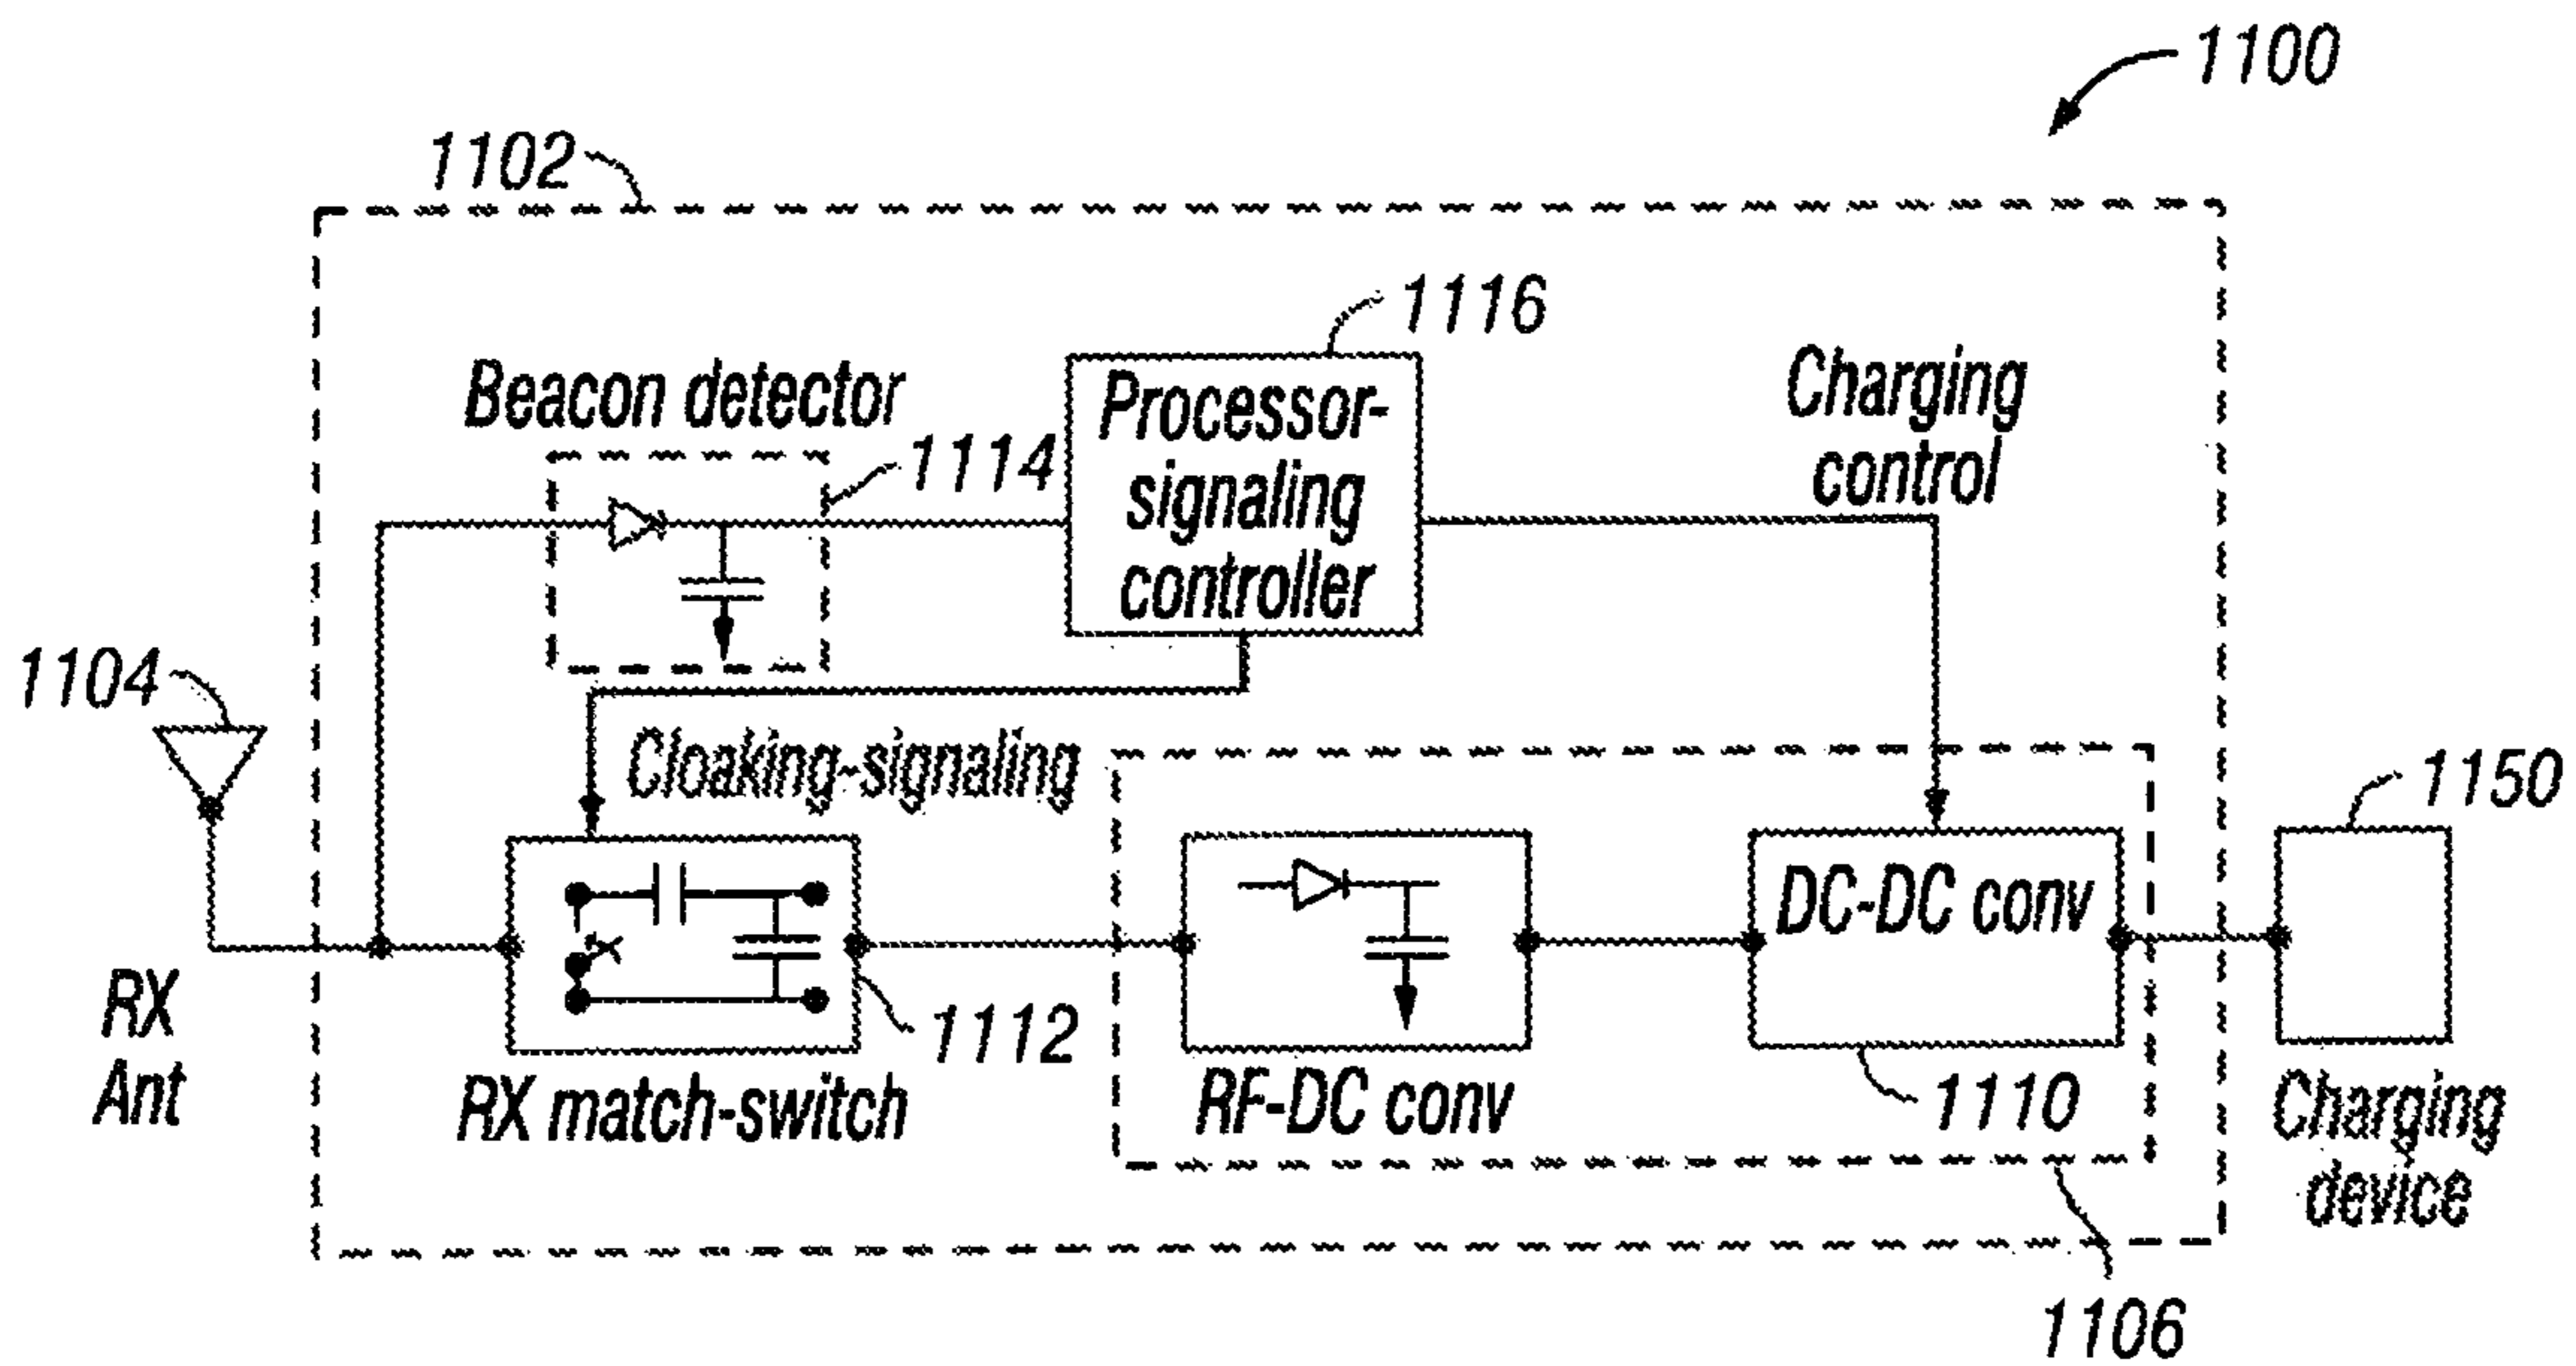 1100
1102
1116
Beacon detector
1114
Processor-
signaling
controller
Charging
control
1104
Cloaking-signaling
1150
RX
Ant
1112
RX match-switch
RF-DC conv
DC-DC conv
1110
Charging
device
1106